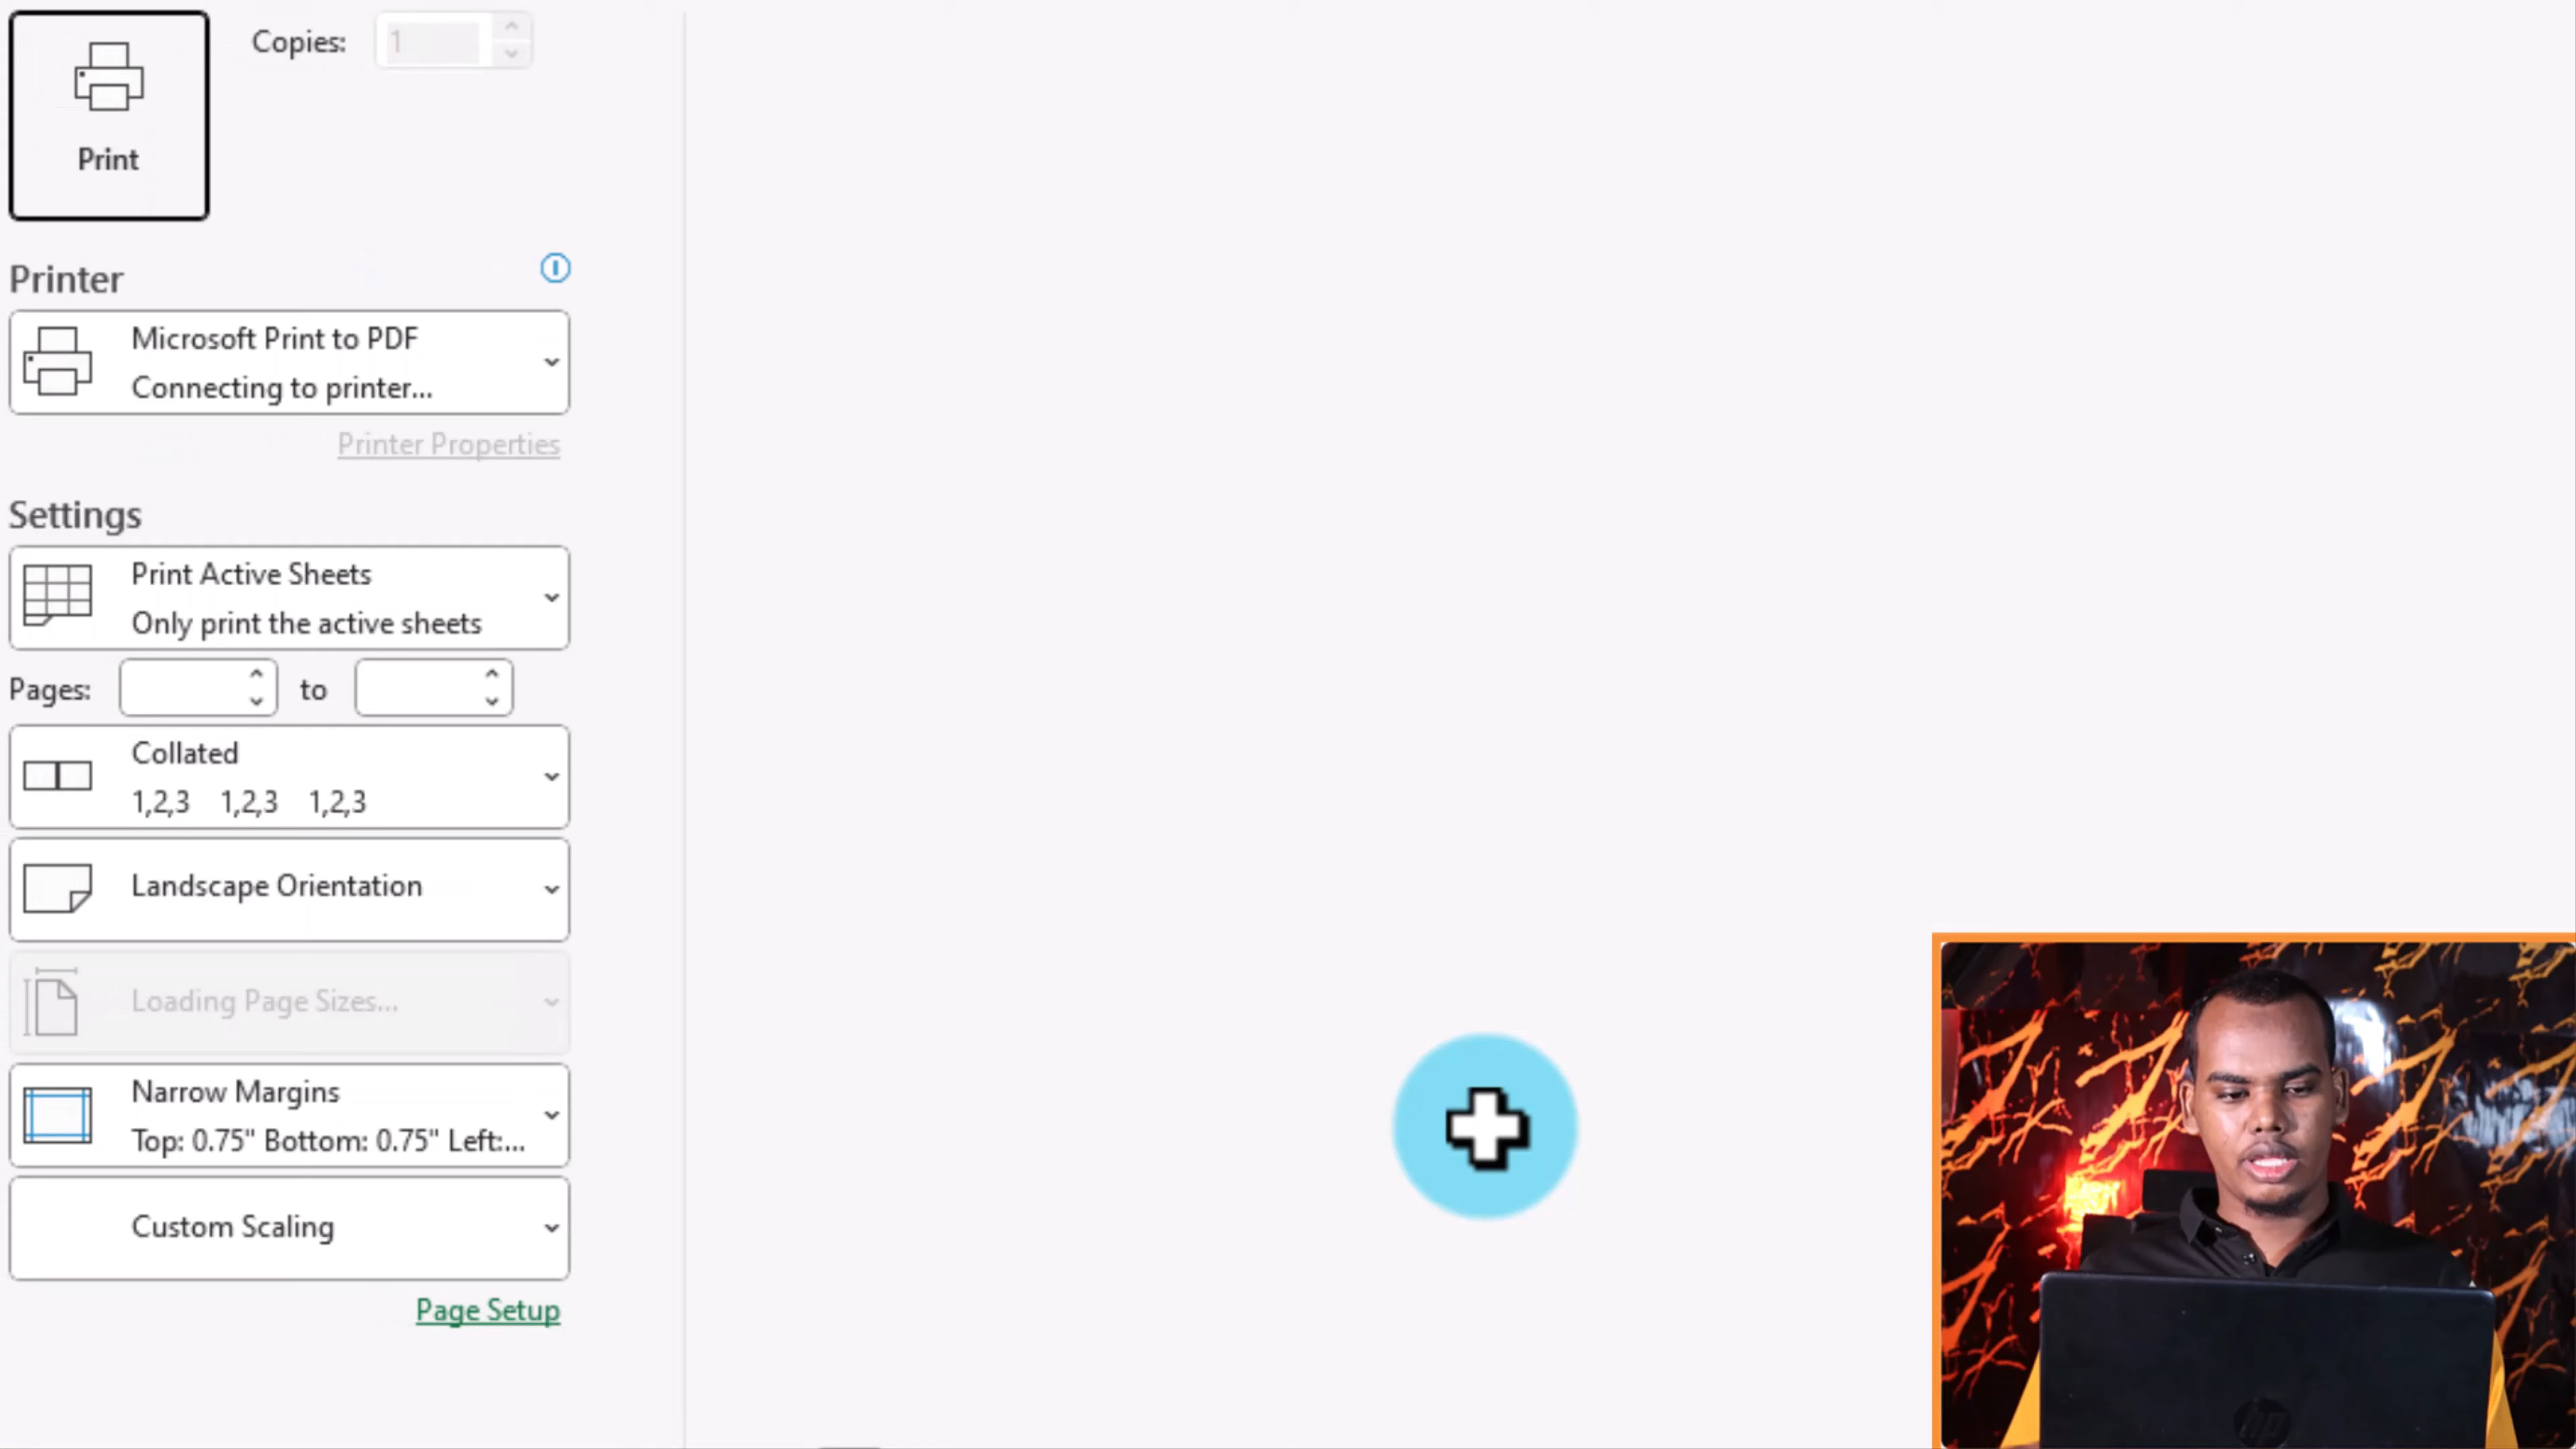 Copies: 1
Print
Printer
Microsoft Print to PDF
Connecting to printer...
Printer Properties
Settings
Print Active Sheets
Only print the active sheets
Pages: to
Collated
1,2,3 1,2,3 1,2,3
Landscape Orientation
Loading Page Sizes...
Narrow Margins
Top: 0.75" Bottom: 0.75" Left:...
Custom Scaling
Page Setup
hp